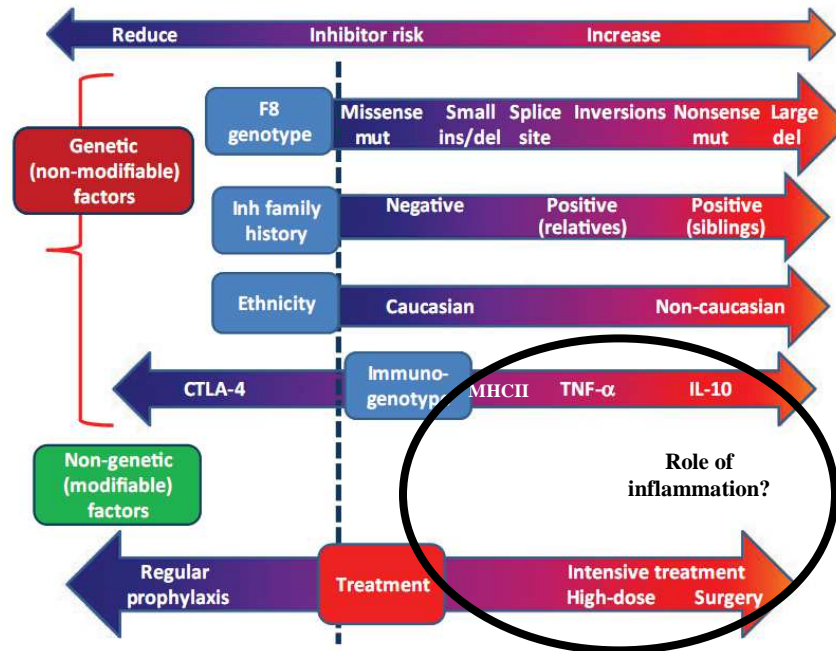 Reduce Inhibitor risk Increase
F8
genotype
Missense
mut
Small
ins/del
Splice
site
Inversions
Nonsense
mut
Large
del
Genetic
(non-modifiable)
factors
Inh family
history
Negative
Positive
(relatives)
Positive
(siblings)
Ethnicity
Caucasian
Non-caucasian
CTLA-4
Immuno-
genotype
MHCII
TNF-α
IL-10
Non-genetic
(modifiable)
factors
Role of
inflammation?
Regular
prophylaxis
Treatment
Intensive treatment
High-dose Surgery